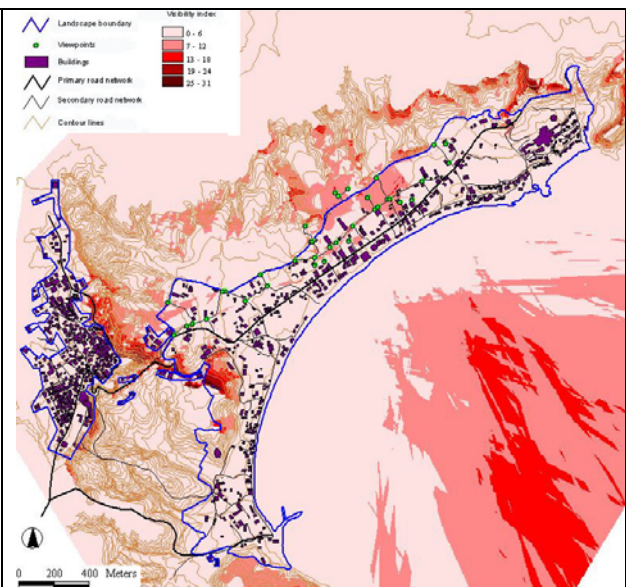 Visibility index
Landscape boundary
Viewpoints
Buildings
Primary road network
Secondary road network
Contour lines
0 - 6
7 - 12
13 - 18
19 - 24
25 - 31
0 200 400 Meters